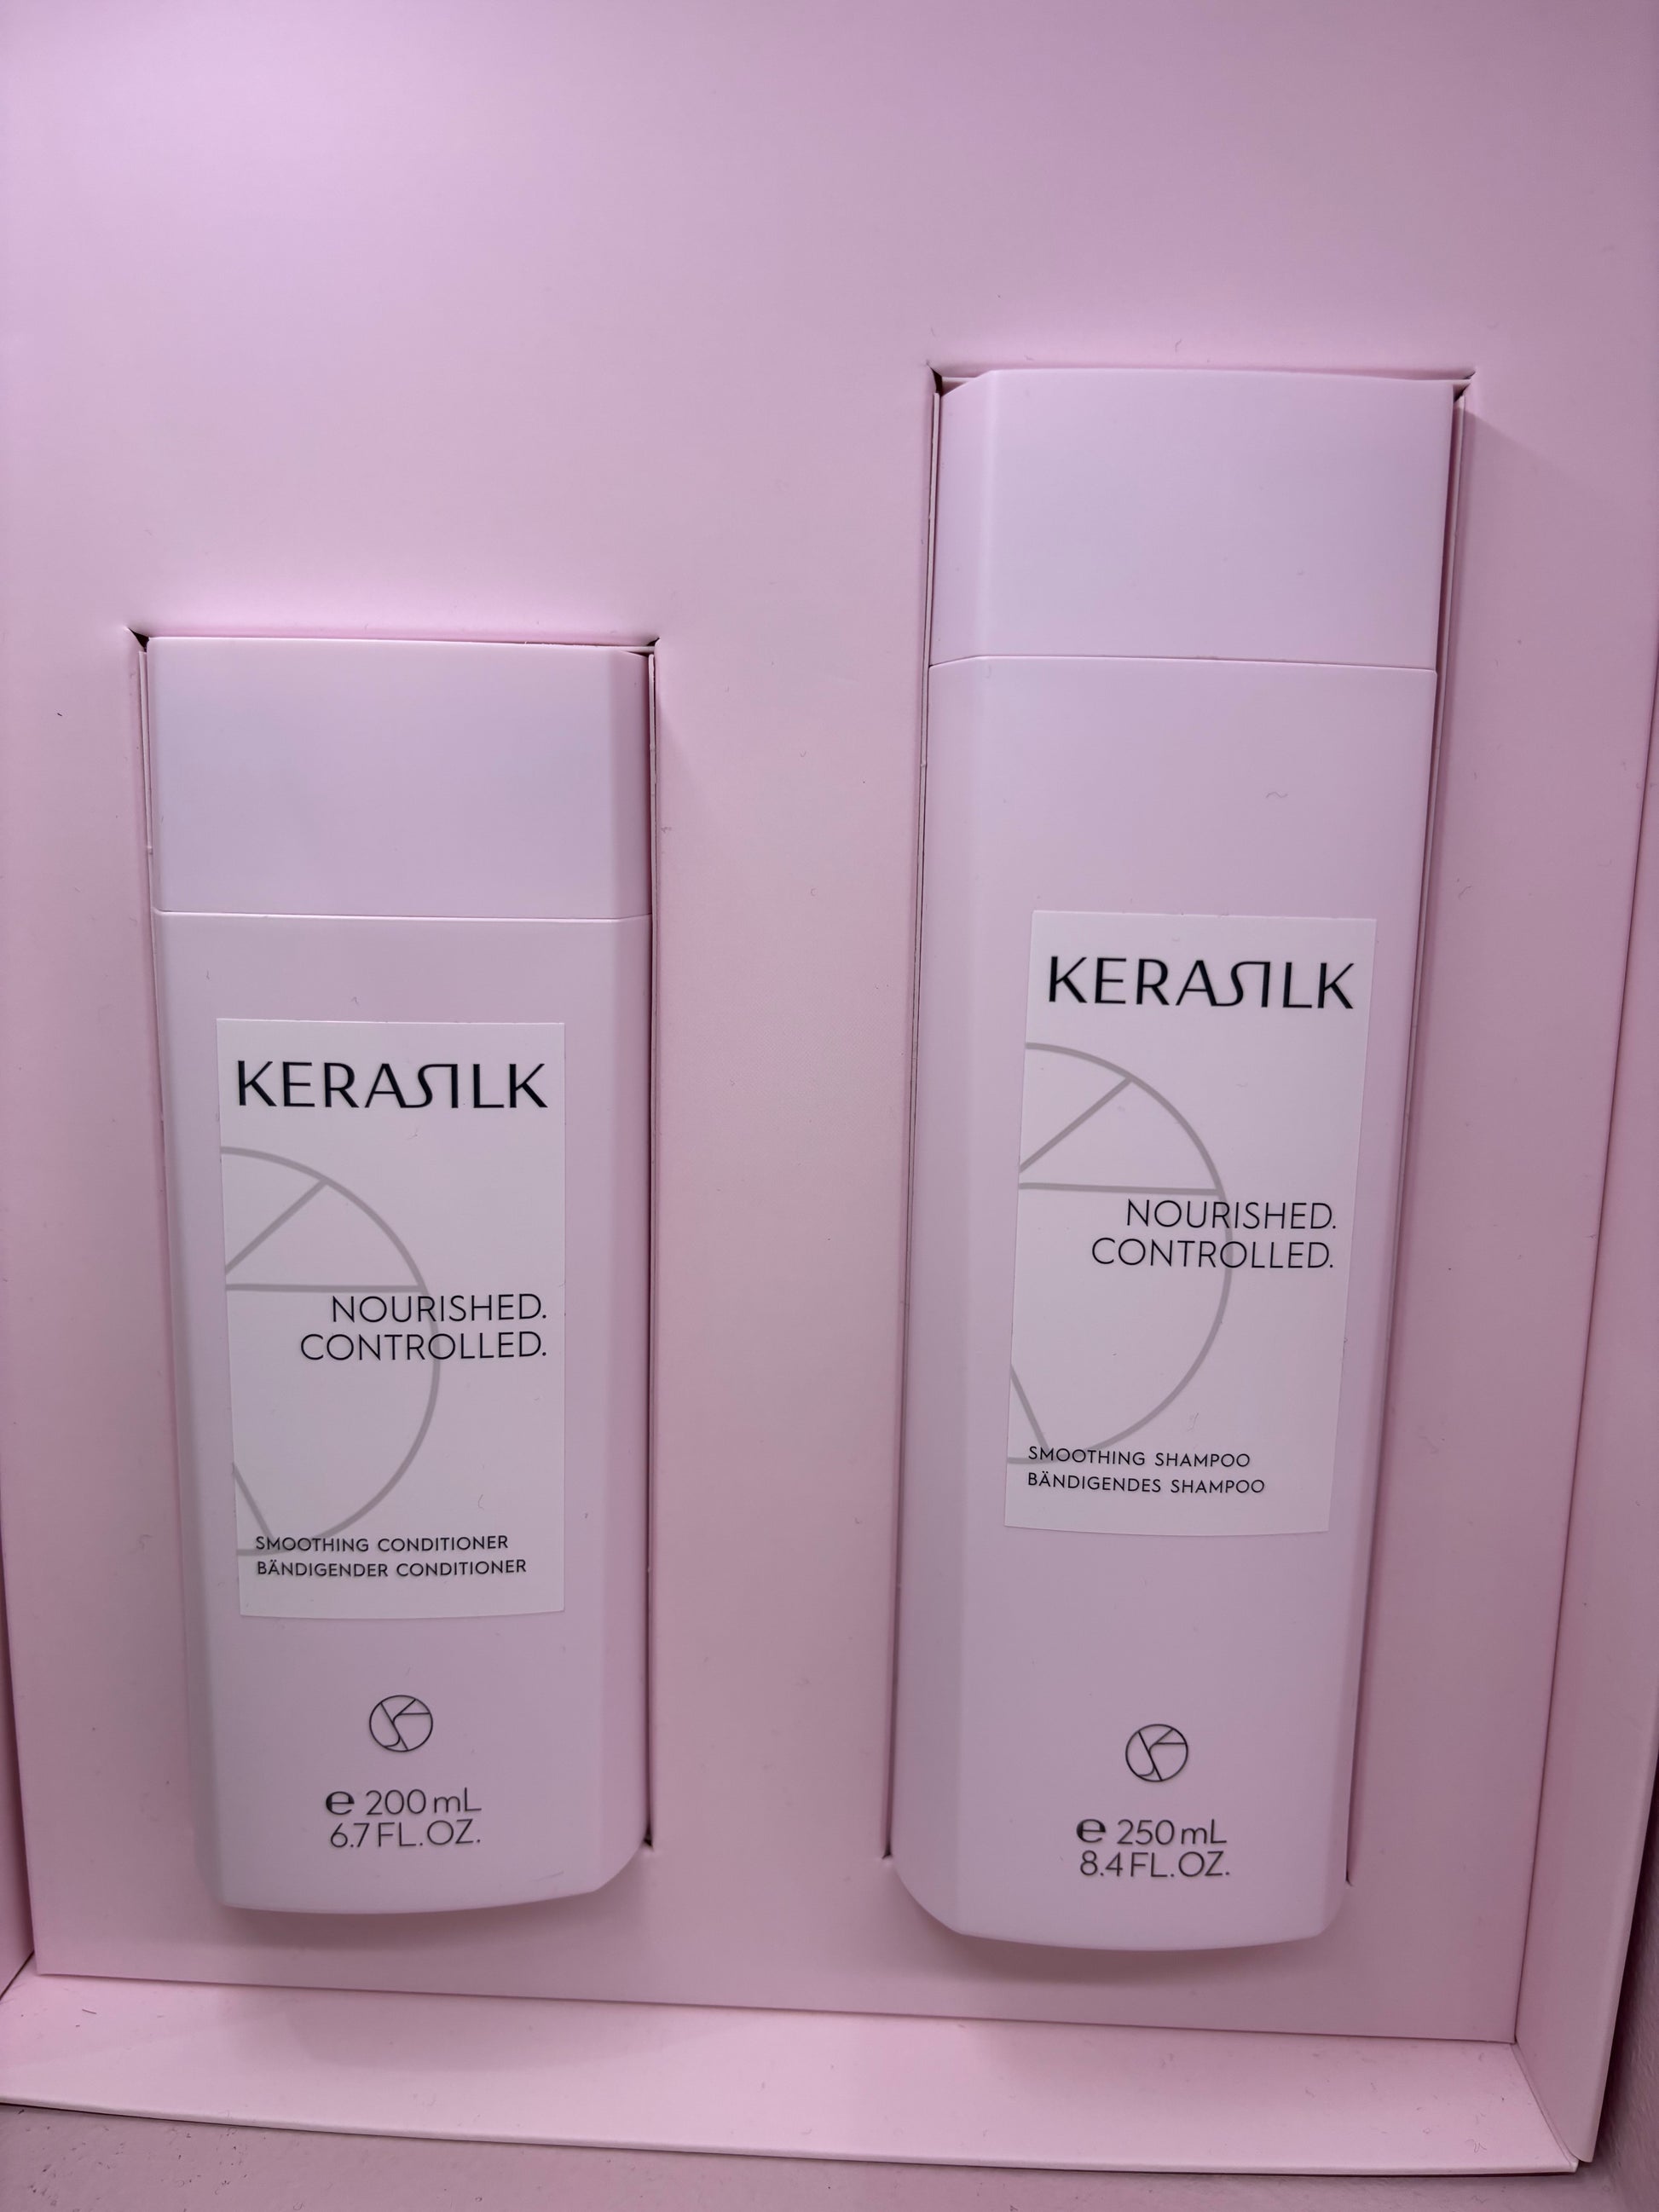 KERASILK
NOURISHED.
CONTROLLED.
SMOOTHING CONDITIONER
BÄNDIGENDER CONDITIONER
℮ 200 mL
6.7 FL.OZ.
KERASILK
NOURISHED.
CONTROLLED.
SMOOTHING SHAMPOO
BÄNDIGENDES SHAMPOO
℮ 250 mL
8.4 FL.OZ.